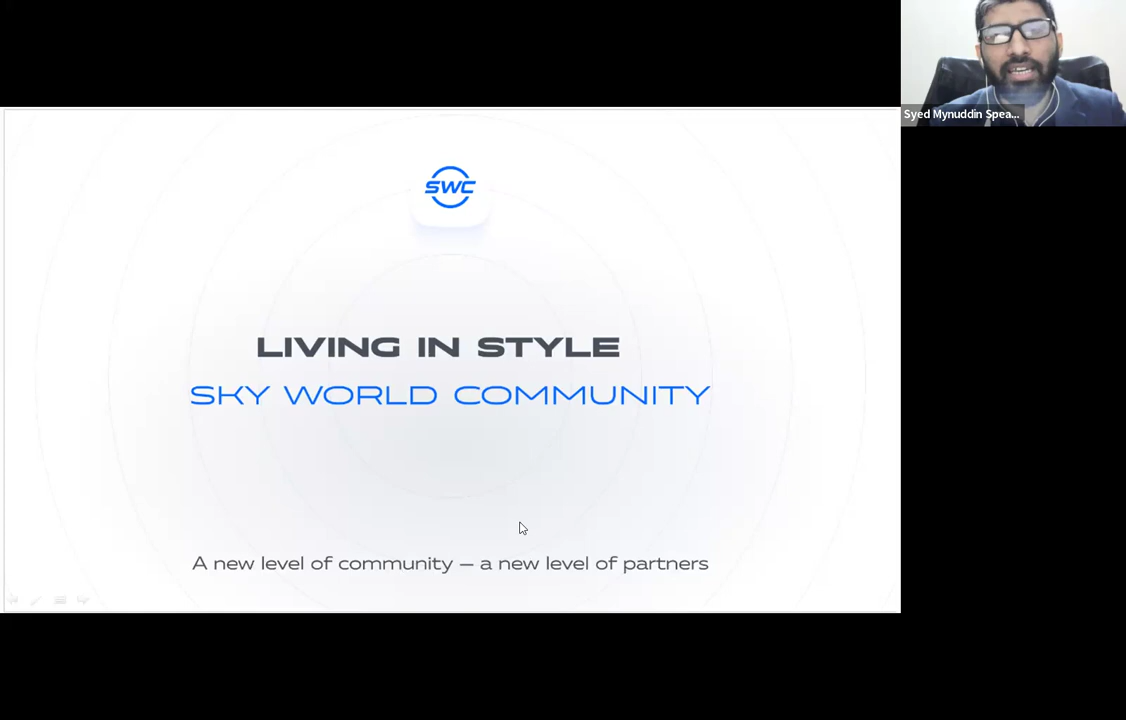 Syed Mynuddin Spea...
SWC
LIVING IN STYLE
SKY WORLD COMMUNITY
A new level of community — a new level of partners